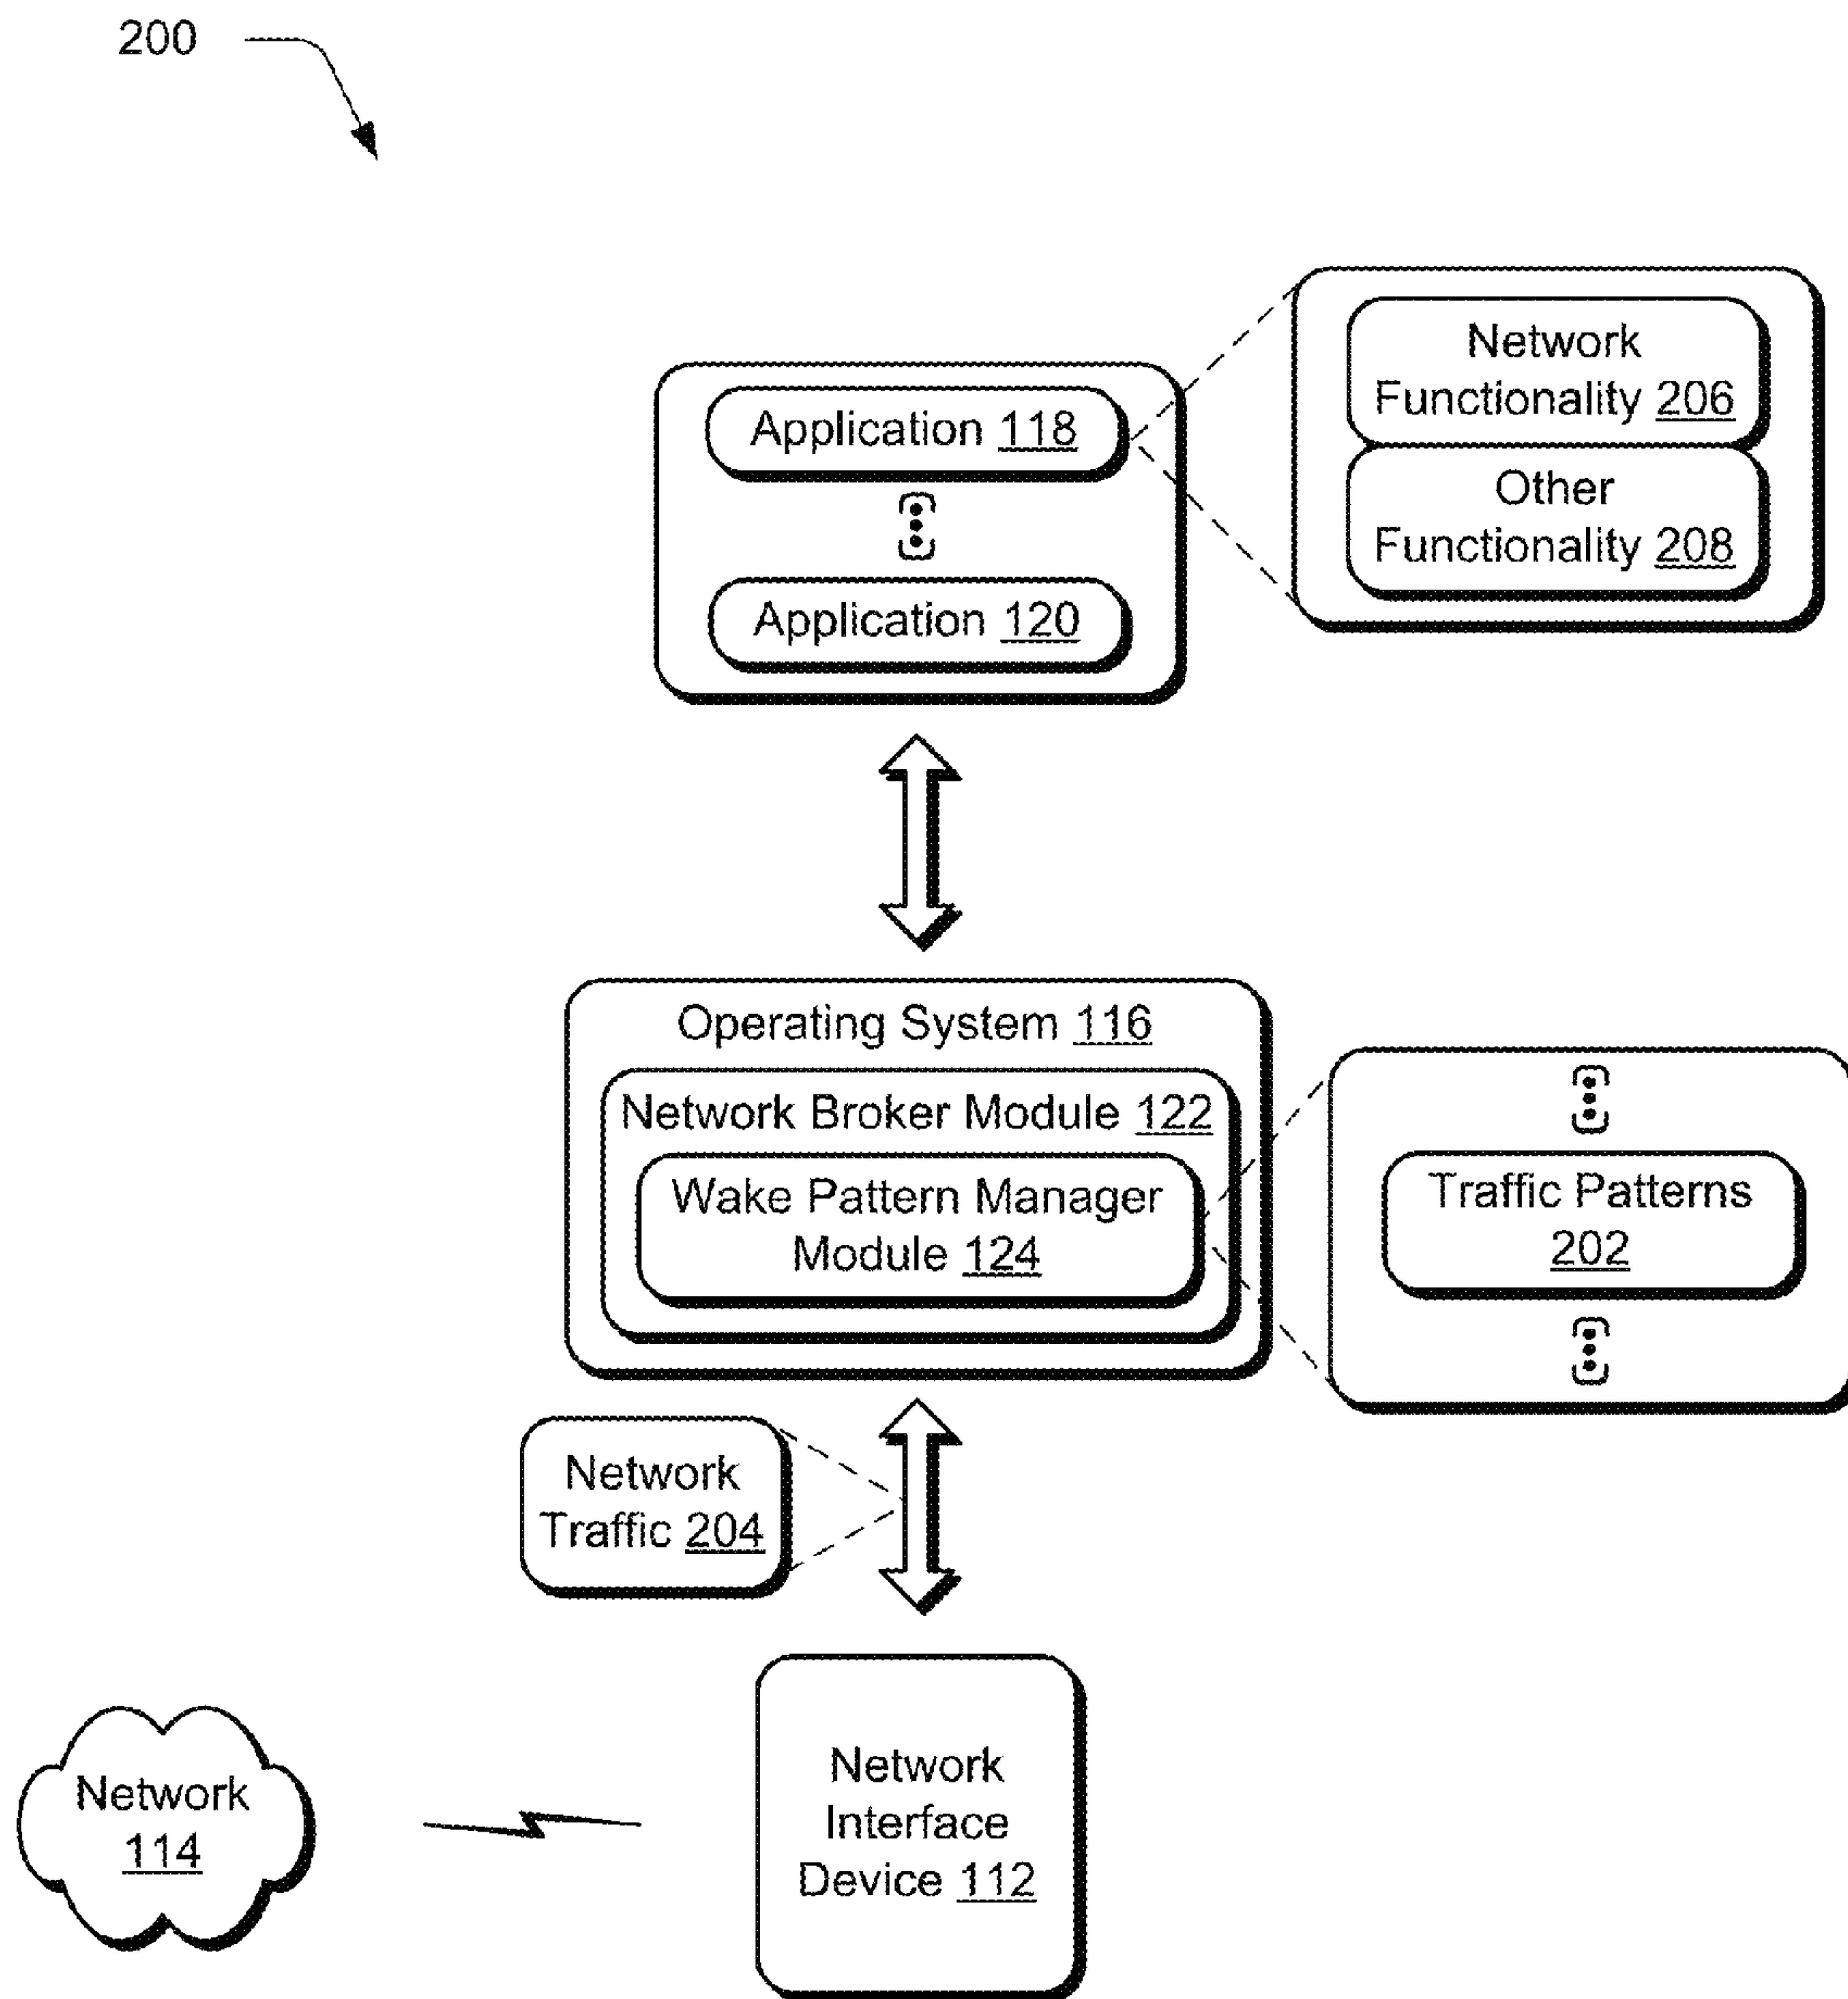 200
Network
Functionality 206
Application 118
Other
Functionality 208
Application 120
Operating System 116
Network Broker Module 122
Wake Pattern Manager
Module 124
Traffic Patterns
202
Network
Traffic 204
Network
Interface
Device 112
Network
114